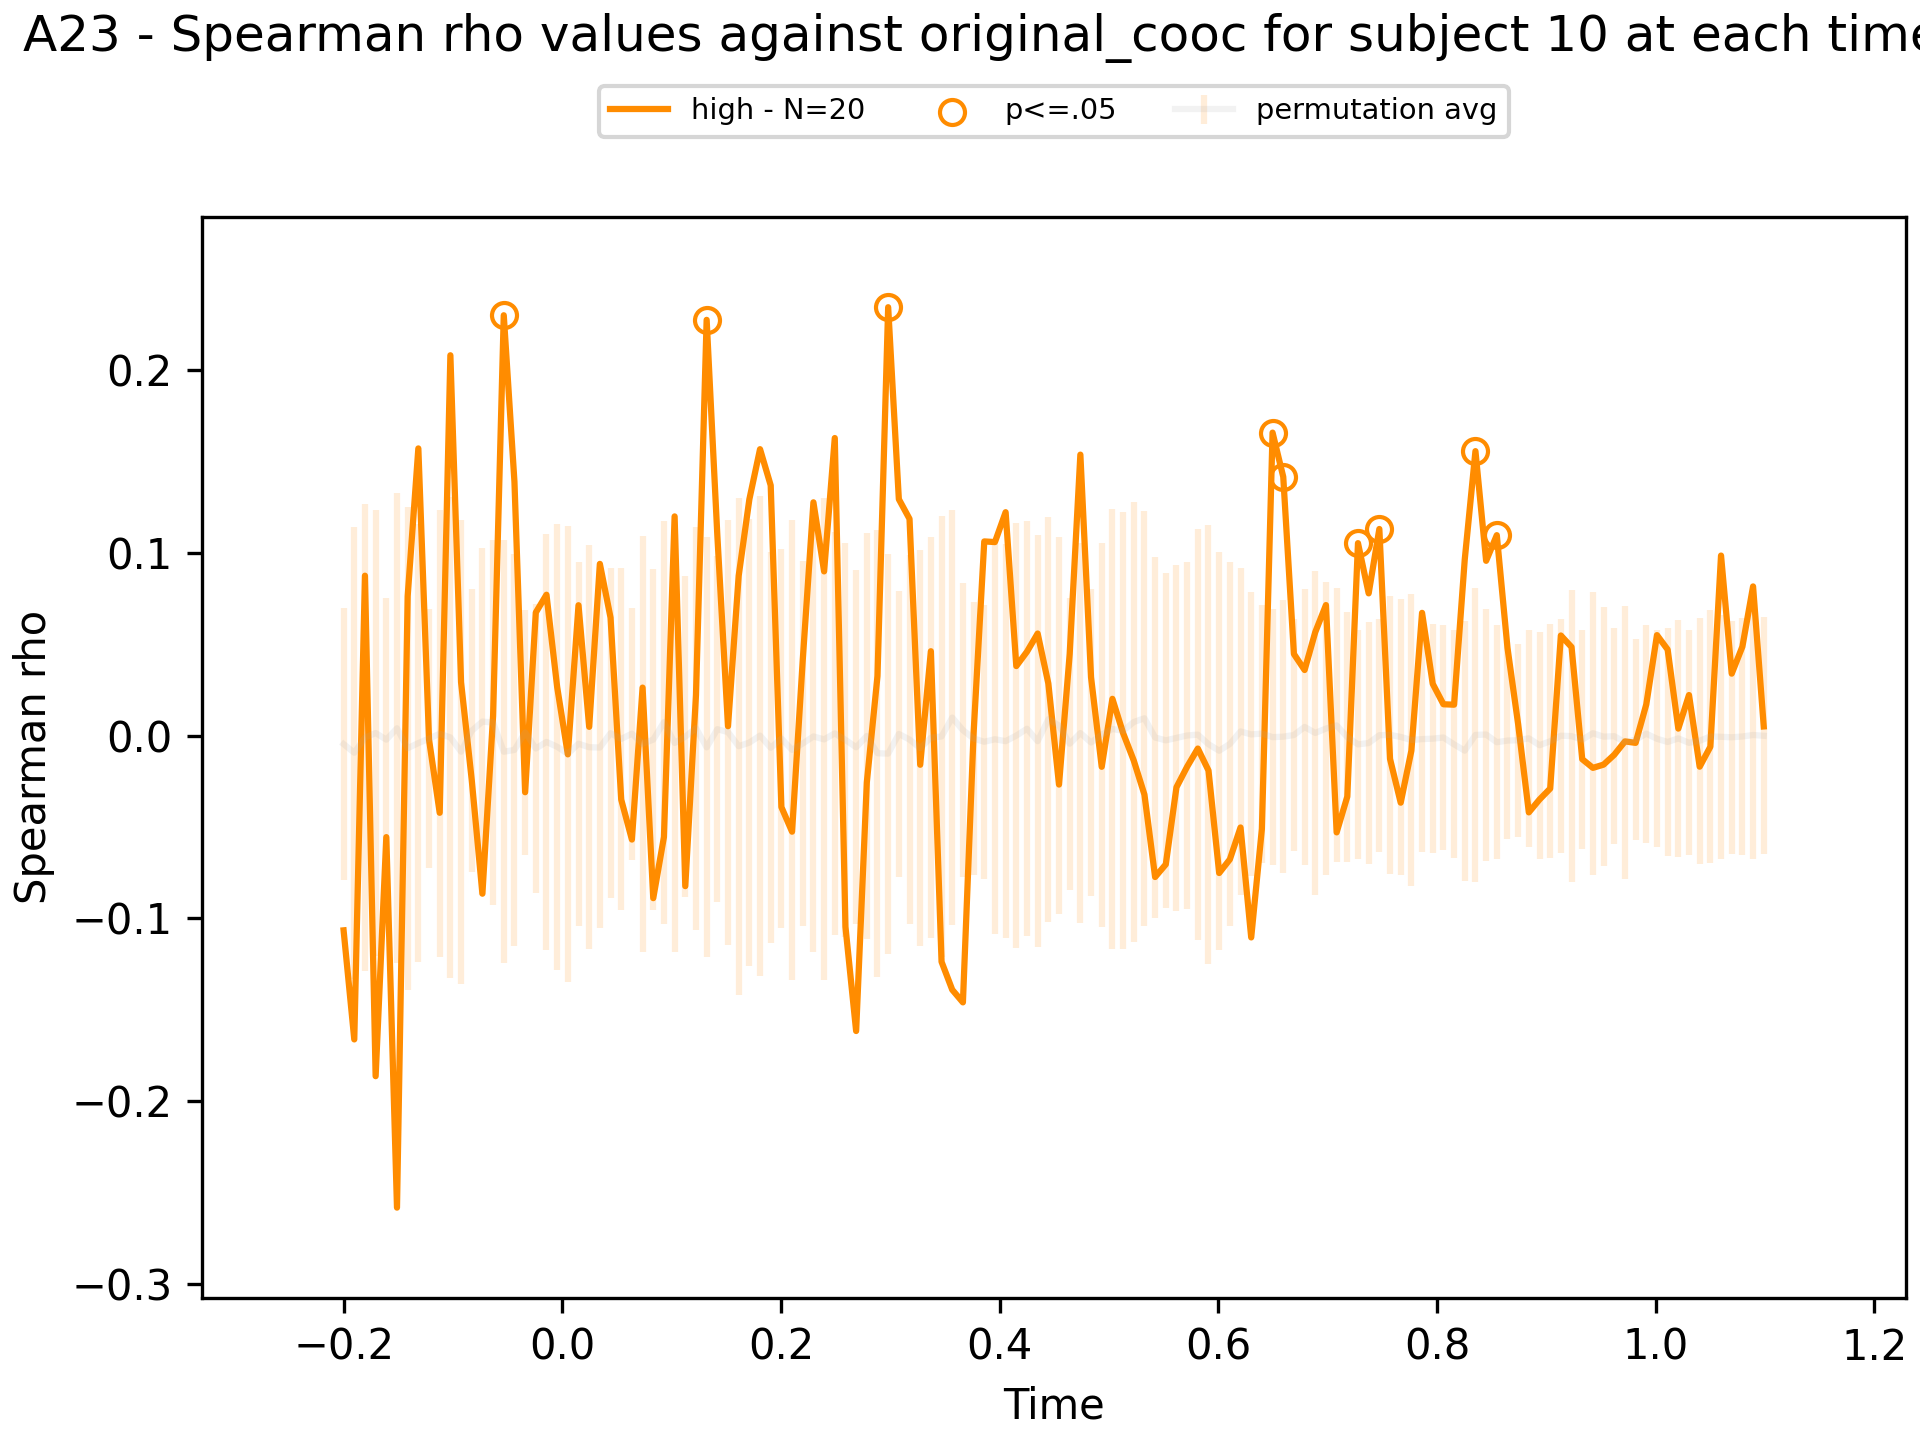 A23 - Spearman rho values against original_cooc for subject 10 at each time
high - N=20 p<=.05 permutation avg
Spearman rho
0.2
0.1
0.0
−0.1
−0.2
−0.3
−0.2 0.0 0.2 0.4 0.6 0.8 1.0 1.2
Time